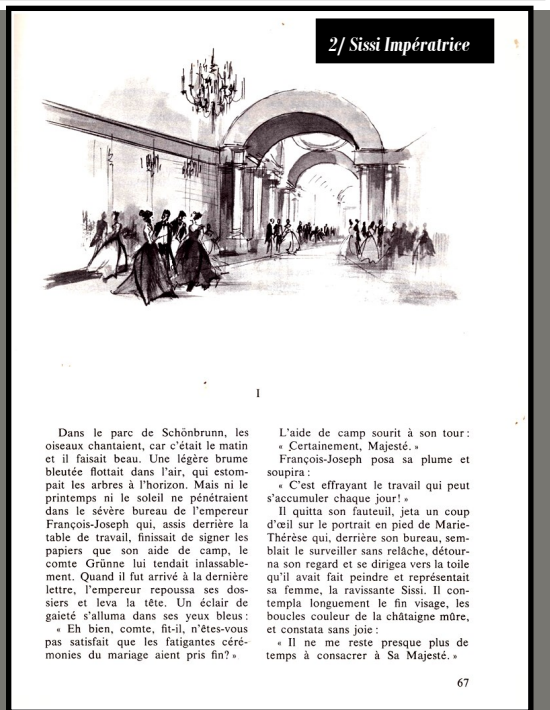 2/ Sissi Impératrice
I
Dans le parc de Schönbrunn, les
oiseaux chantaient, car c'était le matin
et il faisait beau. Une légère brume
bleutée flottait dans l'air, qui estom-
pait les arbres à l'horizon. Mais ni le
printemps ni le soleil ne pénétraient
dans le sévère bureau de l'empereur
François-Joseph qui, assis derrière la
table de travail, finissait de signer les
papiers que son aide de camp, le
comte Grünne lui tendait inlassable-
ment. Quand il fut arrivé à la dernière
lettre, l'empereur repoussa ses dos-
siers et leva la tête. Un éclair de
gaieté s'alluma dans ses yeux bleus :
« Eh bien, comte, fit-il, n'êtes-vous
pas satisfait que les fatigantes céré-
monies du mariage aient pris fin? »
L'aide de camp sourit à son tour :
« Certainement, Majesté. »
François-Joseph posa sa plume et
soupira :
« C'est effrayant le travail qui peut
s'accumuler chaque jour! »
Il quitta son fauteuil, jeta un coup
d'œil sur le portrait en pied de Marie-
Thérèse qui, derrière son bureau, sem-
blait le surveiller sans relâche, détour-
na son regard et se dirigea vers la toile
qu'il avait fait peindre et représentait
sa femme, la ravissante Sissi. Il con-
templa longuement le fin visage, les
boucles couleur de la châtaigne mûre,
et constata sans joie :
« Il ne me reste presque plus de
temps à consacrer à Sa Majesté. »
67